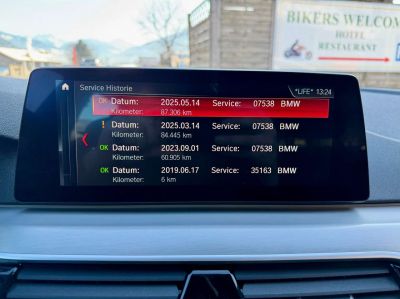 BIKERS WELCOME
HOTEL
RESTAURANT
Service Historie
*LIFE* 13:24
OK Datum: 2025.05.14 Service: 07538 BMW
Kilometer: 87.306 km
! Datum: 2025.03.14 Service: 07538 BMW
Kilometer: 84.445 km
OK Datum: 2023.09.01 Service: 07538 BMW
Kilometer: 60.905 km
OK Datum: 2019.06.17 Service: 35163 BMW
Kilometer: 6 km